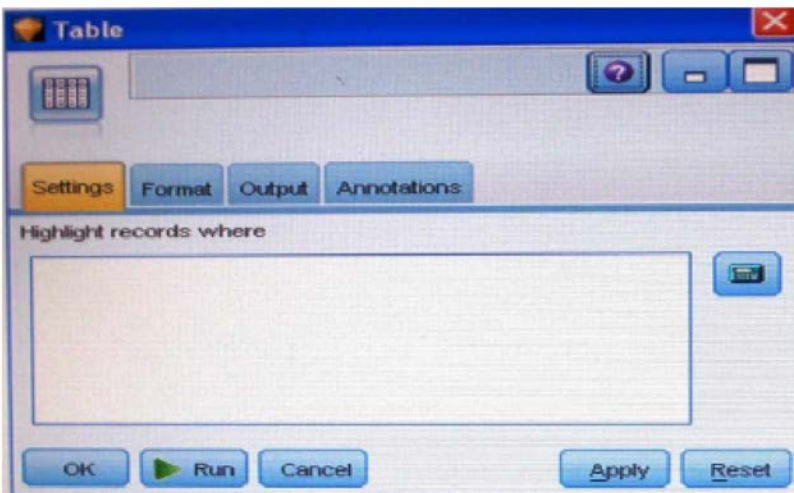 Table
?
Settings Format Output Annotations
Highlight records where
OK Run Cancel Apply Reset